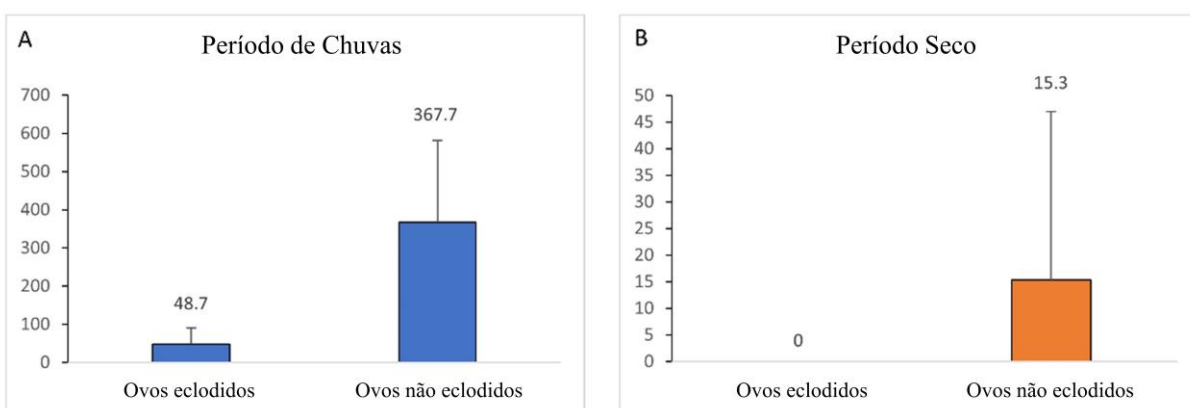 A
Período de Chuvas
700
600
500
400
300
200
100
0
48.7
367.7
Ovos eclodidos
Ovos não eclodidos
B
Período Seco
50
45
40
35
30
25
20
15
10
5
0
0
15.3
Ovos eclodidos
Ovos não eclodidos